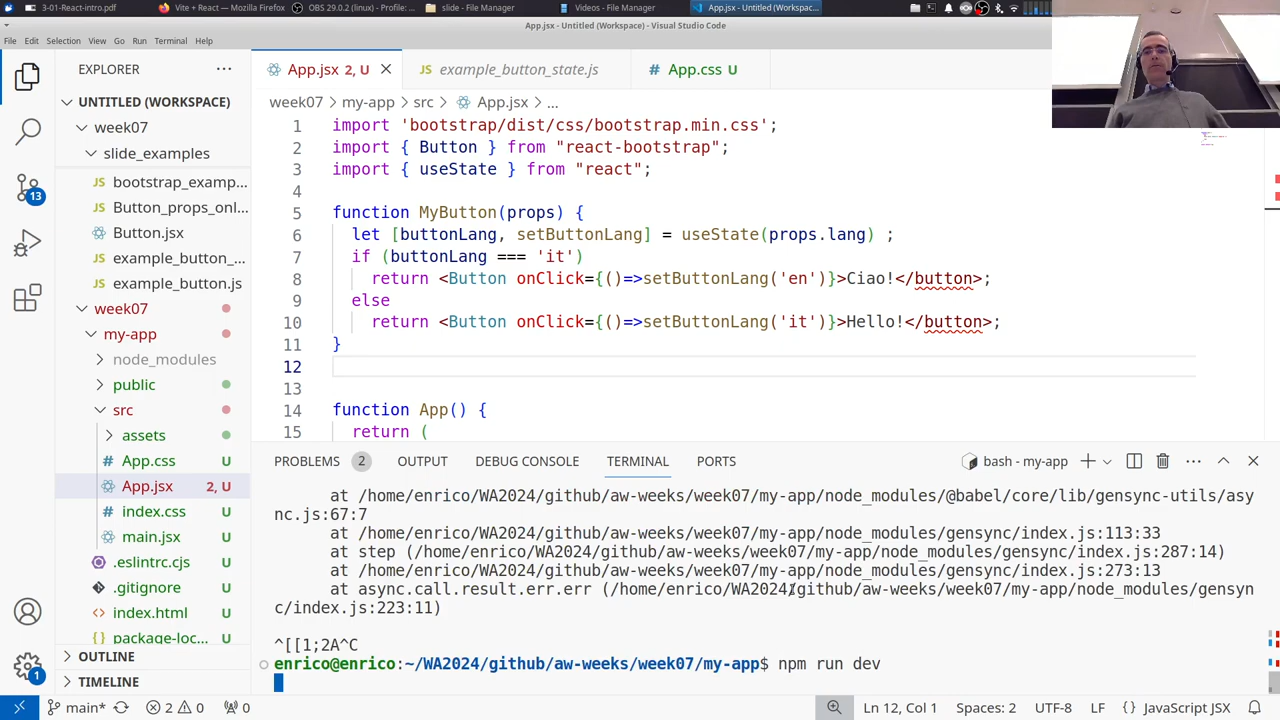 3-01-React-intro.pdf
Vite + React — Mozilla Firefox
OBS 29.0.2 (linux) - Profile: ...
slide - File Manager
Videos - File Manager
App.jsx - Untitled (Workspac...
App.jsx - Untitled (Workspace) - Visual Studio Code
File Edit Selection View Go Run Terminal Help
EXPLORER ···
App.jsx 2, U
example_button_state.js
App.css U
UNTITLED (WORKSPACE)
week07 > my-app > src > App.jsx > ...
week07
slide_examples
bootstrap_examp...
Button_props_onl...
Button.jsx
example_button_...
example_button.js
week07
my-app
node_modules
public
src
assets
App.css U
App.jsx 2, U
index.css U
main.jsx U
.eslintrc.cjs U
.gitignore U
index.html U
package-loc... U
OUTLINE
TIMELINE
13
1
1 import 'bootstrap/dist/css/bootstrap.min.css';
2 import { Button } from "react-bootstrap";
3 import { useState } from "react";
4
5 function MyButton(props) {
6 let [buttonLang, setButtonLang] = useState(props.lang) ;
7 if (buttonLang === 'it')
8 return <Button onClick={()=>setButtonLang('en')}>Ciao!</button>;
9 else
10 return <Button onClick={()=>setButtonLang('it')}>Hello!</button>;
11 }
12
13
14 function App() {
15 return (
PROBLEMS 2 OUTPUT DEBUG CONSOLE TERMINAL PORTS
bash - my-app
at /home/enrico/WA2024/github/aw-weeks/week07/my-app/node_modules/@babel/core/lib/gensync-utils/asy
nc.js:67:7
at /home/enrico/WA2024/github/aw-weeks/week07/my-app/node_modules/gensync/index.js:113:33
at step (/home/enrico/WA2024/github/aw-weeks/week07/my-app/node_modules/gensync/index.js:287:14)
at /home/enrico/WA2024/github/aw-weeks/week07/my-app/node_modules/gensync/index.js:273:13
at async.call.result.err.err (/home/enrico/WA2024/github/aw-weeks/week07/my-app/node_modules/gensyn
c/index.js:223:11)
^[[1;2A^C
enrico@enrico:~/WA2024/github/aw-weeks/week07/my-app$ npm run dev
main* 2 0 0
Ln 12, Col 1 Spaces: 2 UTF-8 LF {} JavaScript JSX